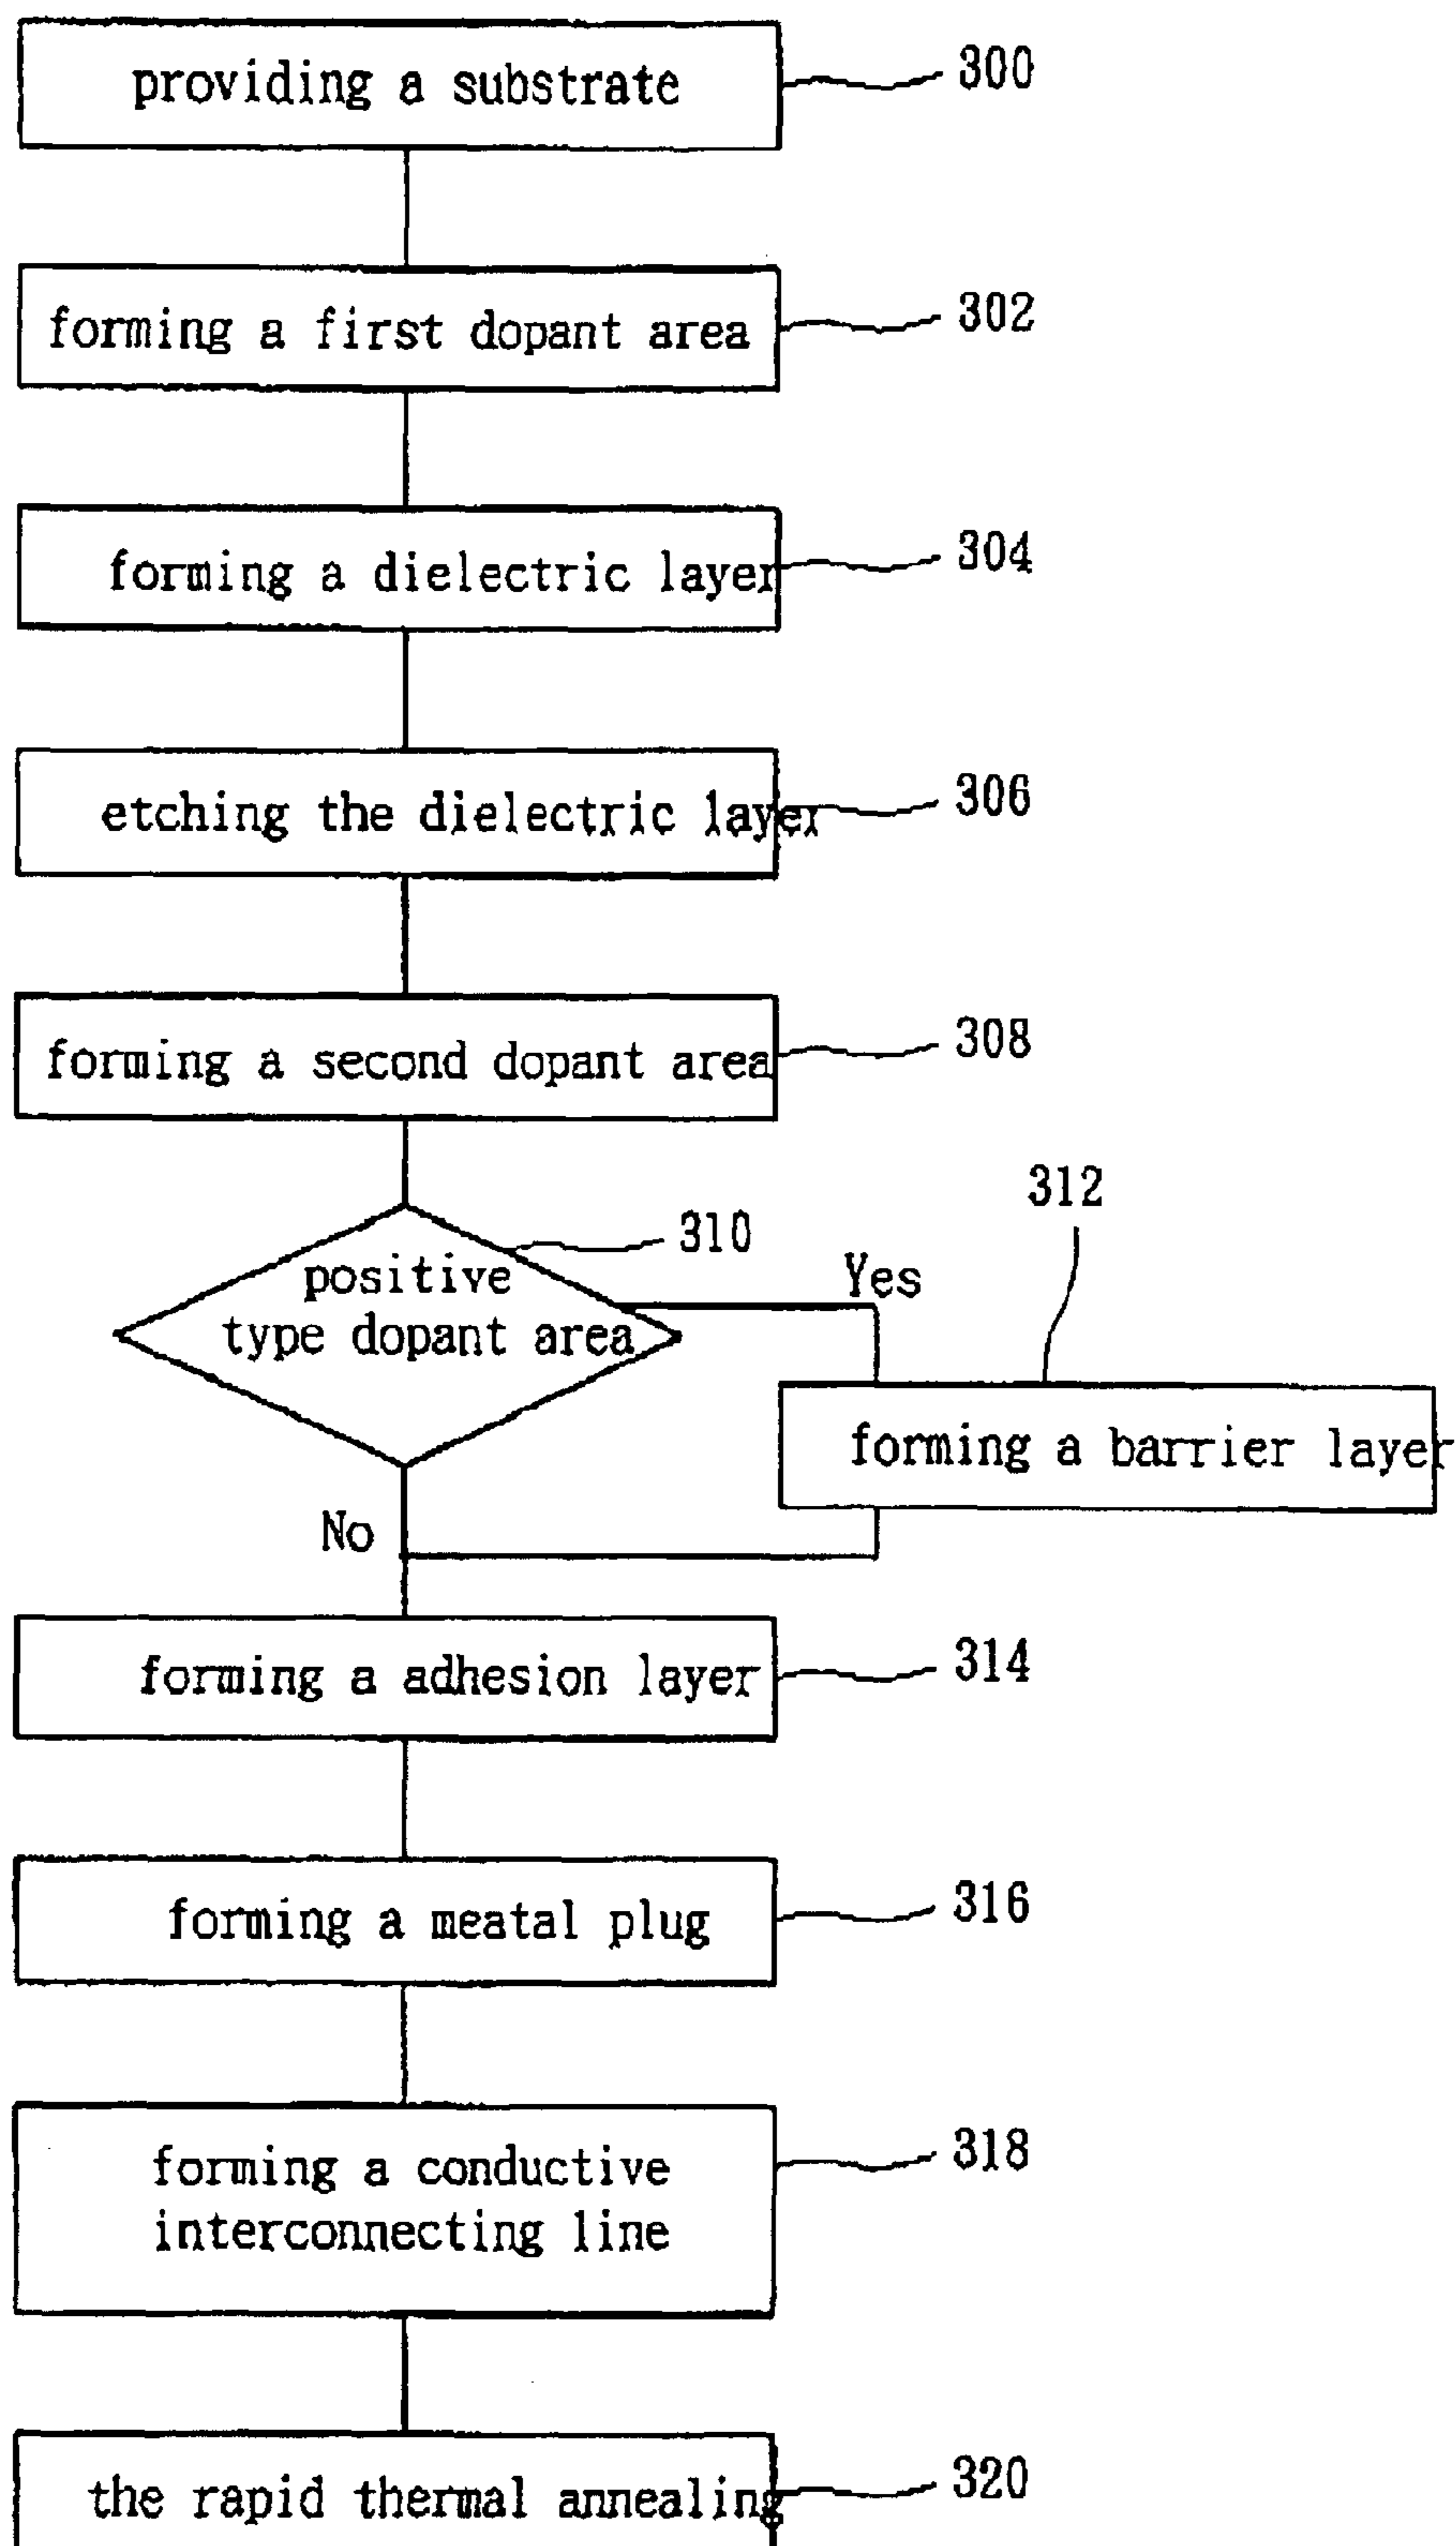 providing a substrate 300
forming a first dopant area 302
forming a dielectric layer 304
etching the dielectric layer 306
forming a second dopant area 308
310
positive
type dopant area
Yes
312
forming a barrier layer
No
forming a adhesion layer 314
forming a meatal plug 316
forming a conductive
interconnecting line
318
the rapid thermal annealing 320